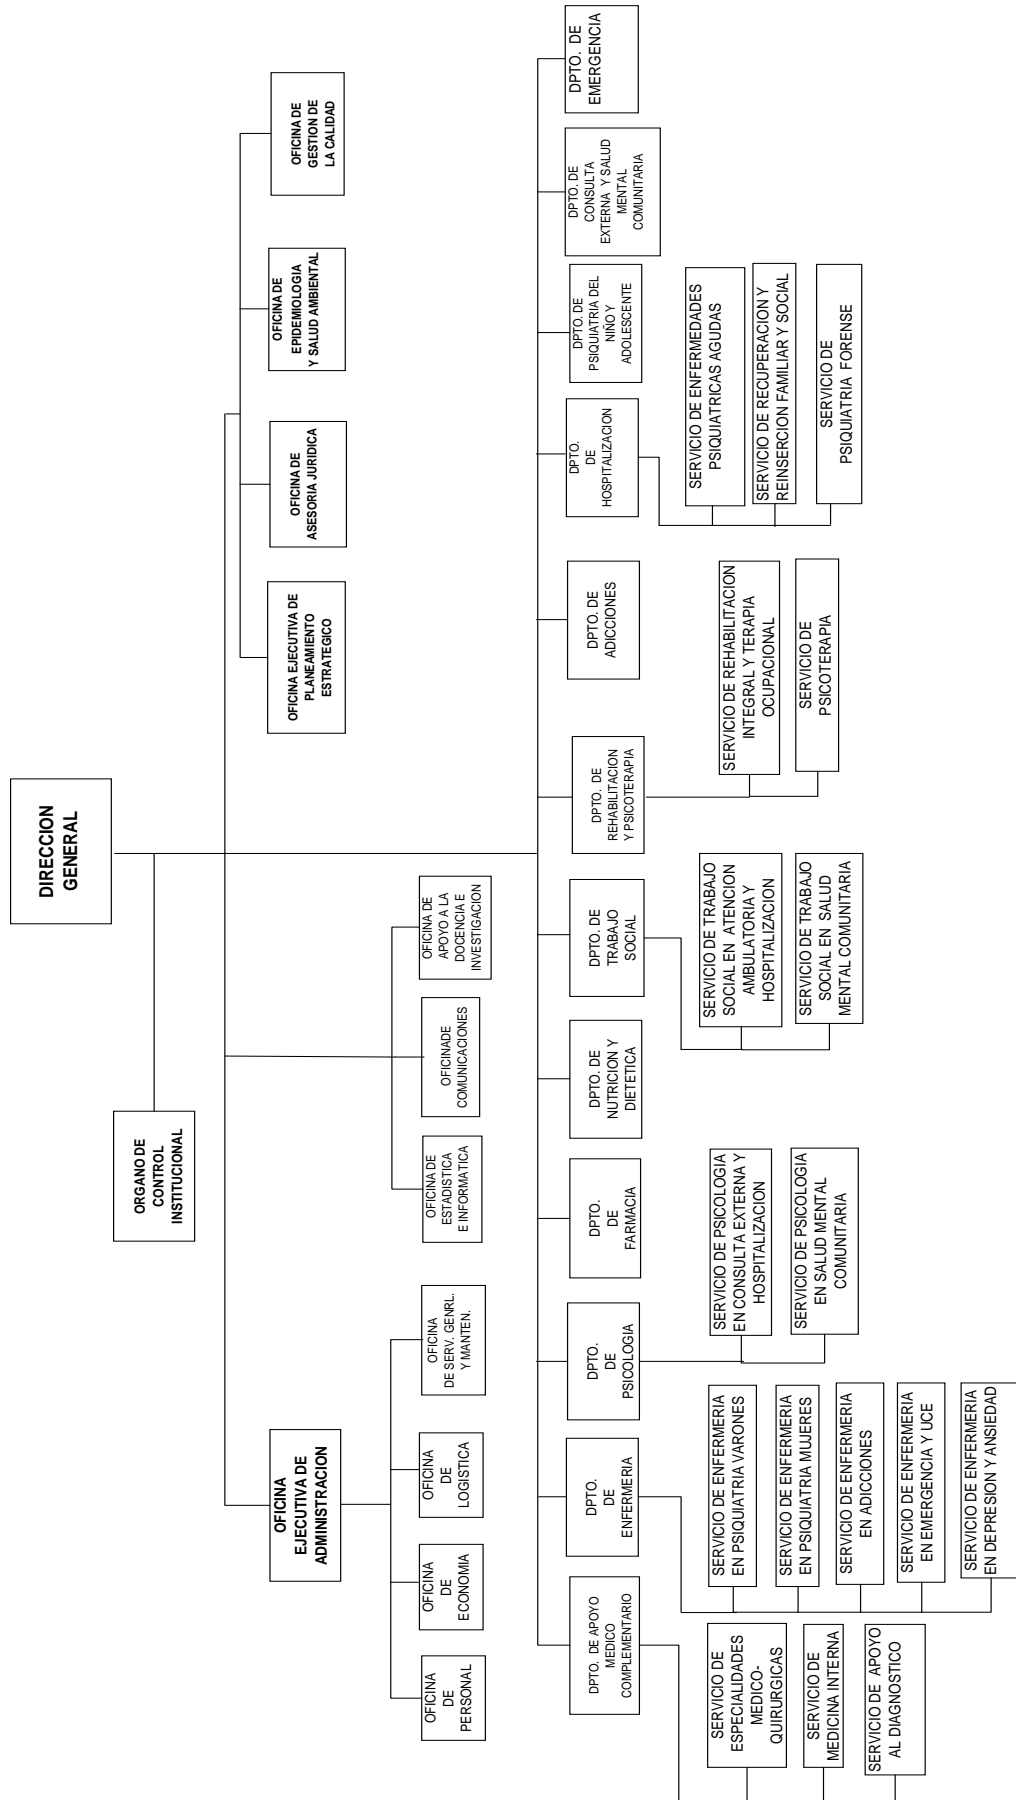 DIRECCION
GENERAL
ORGANO DE
CONTROL
INSTITUCIONAL
OFICINA EJECUTIVA DE
PLANEAMIENTO
ESTRATEGICO
OFICINA DE
ASESORIA JURIDICA
OFICINA DE
EPIDEMIOLOGIA
Y SALUD AMBIENTAL
OFICINA DE
GESTION DE
LA CALIDAD
OFICINA
EJECUTIVA DE
ADMINISTRACION
OFICINA
DE
PERSONAL
OFICINA
DE
ECONOMIA
OFICINA
DE
LOGISTICA
OFICINA
DE SERV. GENRL.
Y MANTEN.
OFICINA DE
ESTADISTICA
E INFORMATICA
OFICINADE
COMUNICACIONES
OFICINA DE
APOYO A LA
DOCENCIA E
INVESTIGACION
DPTO. DE APOYO
MEDICO
COMPLEMENTARIO
DPTO.
DE
ENFERMERIA
DPTO.
DE
PSICOLOGIA
DPTO.
DE
FARMACIA
DPTO. DE
NUTRICION Y
DIETETICA
DPTO. DE
TRABAJO
SOCIAL
DPTO. DE
REHABILITACION
Y PSICOTERAPIA
DPTO. DE
ADICCIONES
DPTO.
DE
HOSPITALIZACION
DPTO. DE
PSIQUIATRIA DEL
NIÑO Y
ADOLESCENTE
DPTO. DE
CONSULTA
EXTERNA Y SALUD
MENTAL
COMUNITARIA
DPTO. DE
EMERGENCIA
SERVICIO DE
ESPECIALIDADES
MEDICO-
QUIRURGICAS
SERVICIO DE
MEDICINA INTERNA
SERVICIO DE APOYO
AL DIAGNOSTICO
SERVICIO DE ENFERMERIA
EN PSIQUIATRIA VARONES
SERVICIO DE ENFERMERIA
EN PSIQUIATRIA MUJERES
SERVICIO DE ENFERMERIA
EN ADICCIONES
SERVICIO DE ENFERMERIA
EN EMERGENCIA Y UCE
SERVICIO DE ENFERMERIA
EN DEPRESION Y ANSIEDAD
SERVICIO DE PSICOLOGIA
EN CONSULTA EXTERNA Y
HOSPITALIZACION
SERVICIO DE PSICOLOGIA
EN SALUD MENTAL
COMUNITARIA
SERVICIO DE TRABAJO
SOCIAL EN ATENCION
AMBULATORIA Y
HOSPITALIZACION
SERVICIO DE TRABAJO
SOCIAL EN SALUD
MENTAL COMUNITARIA
SERVICIO DE REHABILITACION
INTEGRAL Y TERAPIA
OCUPACIONAL
SERVICIO DE
PSICOTERAPIA
SERVICIO DE ENFERMEDADES
PSIQUIATRICAS AGUDAS
SERVICIO DE RECUPERACION Y
REINSERCION FAMILIAR Y SOCIAL
SERVICIO DE
PSIQUIATRIA FORENSE